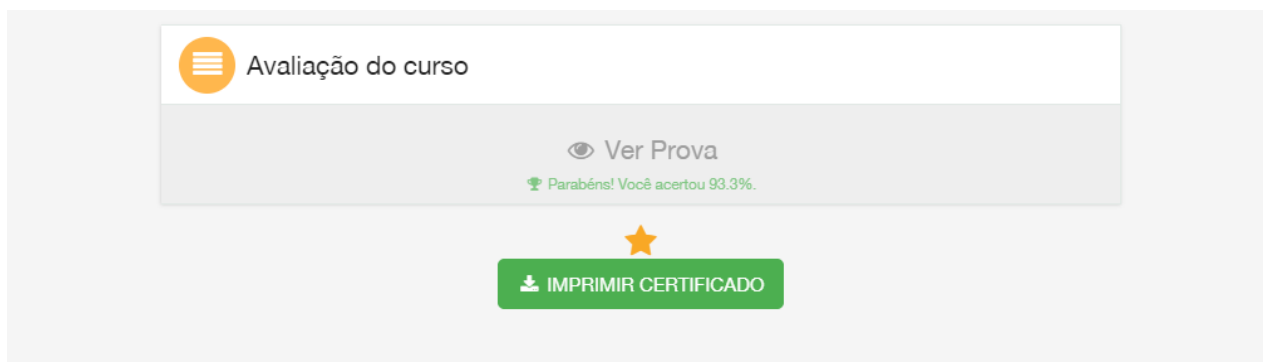 Avaliação do curso
Ver Prova
Parabéns! Você acertou 93.3%.
IMPRIMIR CERTIFICADO